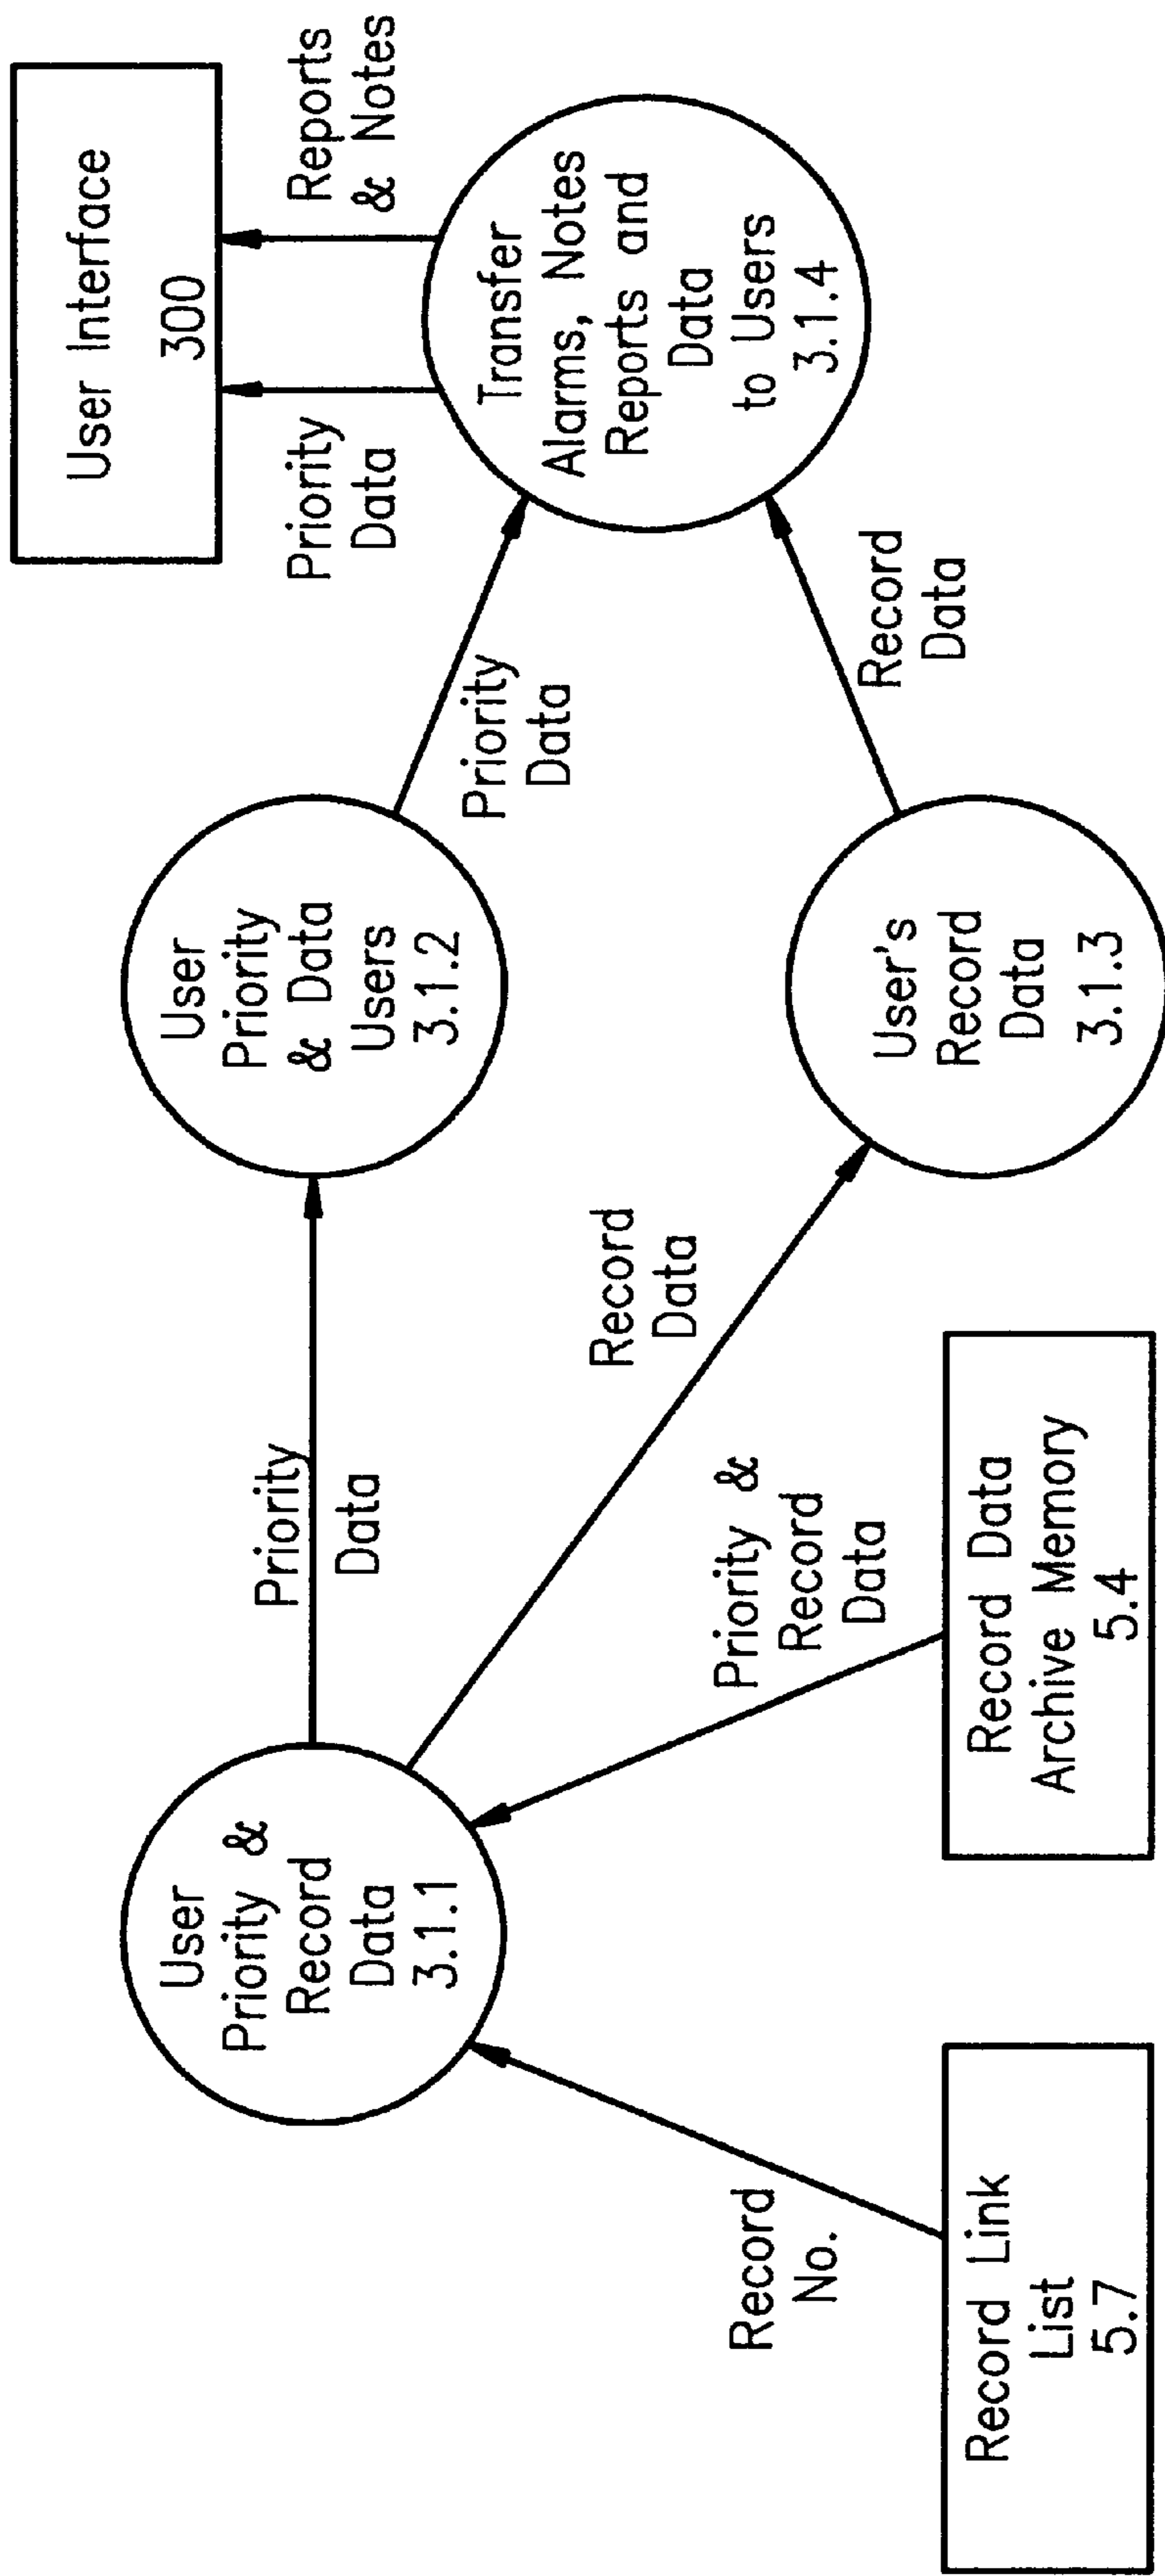 User
Priority &
Record
Data
3.1.1
Priority
Data
User
Priority
& Data
Users
3.1.2
Priority
Data
Transfer
Alarms, Notes
Reports and
Data
to Users
3.1.4
Priority
Data
Reports
& Notes
User Interface
300
Record
No.
Record Link
List
5.7
Priority &
Record
Data
Record Data
Archive Memory
5.4
Record
Data
User's
Record
Data
3.1.3
Record
Data